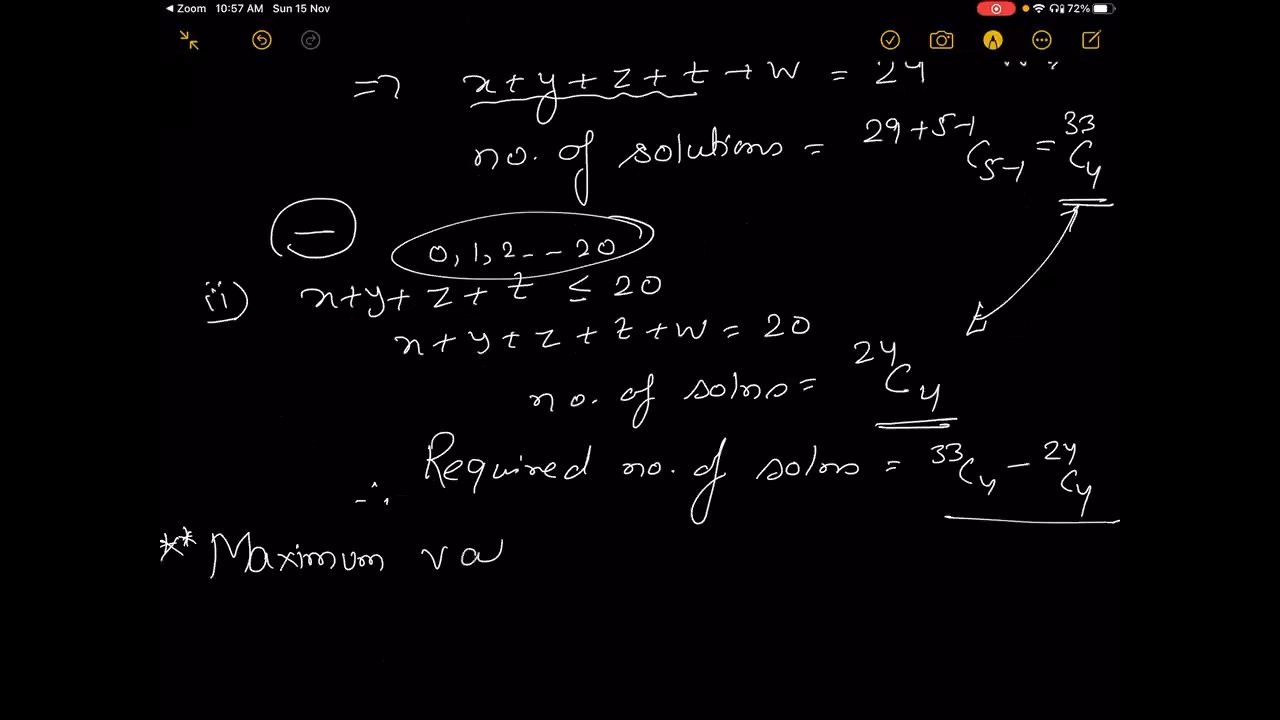 Zoom 10:57 AM Sun 15 Nov 72%
=> x+y+z+t+w = 29
no. of solutions = ²⁹⁺⁵⁻¹C₅₋₁ = ³³C₄
−
0, 1, 2 - - 20
ii) x+y+z+t ≤ 20
x+y+z+t+w = 20
no. of solns = ²⁴C₄
∴ Required no. of solns = ³³C₄ − ²⁴C₄
** Maximum va